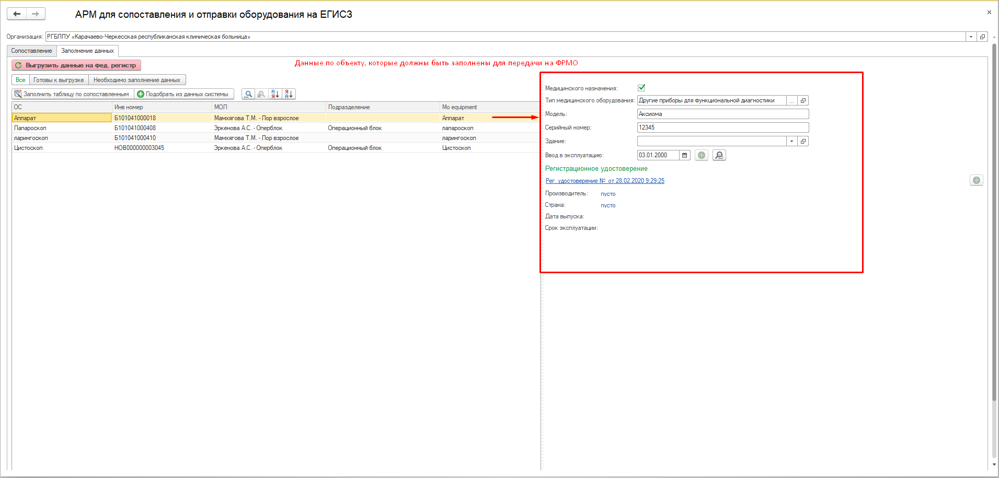 АРМ для сопоставления и отправки оборудования на ЕГИСЗ
Организация: РГБЛПУ «Карачаево-Черкесская республиканская клиническая больница»
Сопоставление Заполнение данных
Выгрузить данные на фед. регистр
Данные по объекту, которые должны быть заполнены для передачи на ФРМО
Все Готовы к выгрузке Необходимо заполнение данных
Заполнить таблицу по сопоставленным Подобрать из данных системы
ОС Инв номер МОЛ Подразделение Mo equipment
Аппарат Б101041000018 Мамхягова Т.М. - Лор взрослое Аппарат
Лапароскоп Б101041000408 Эркенова А.С. - Оперблок Операционный блок лапароскоп
ларингоскоп Б101041000410 Мамхягова Т.М. - Лор взрослое ларингоскоп
Цистоскоп НОВ000000003045 Эркенова А.С. - Оперблок Операционный блок Цистоскоп
Медицинского назначения:
Тип медицинского оборудования: Другие приборы для функциональной диагностики ...
Модель: Аксиома
Серийный номер: 12345
Здание:
Ввод в эксплуатацию: 03.01.2000
Регистрационное удостоверение
Рег. удостоверение № от 28.02.2020 9:29:25
Производитель: пусто
Страна: пусто
Дата выпуска:
Срок эксплуатации: